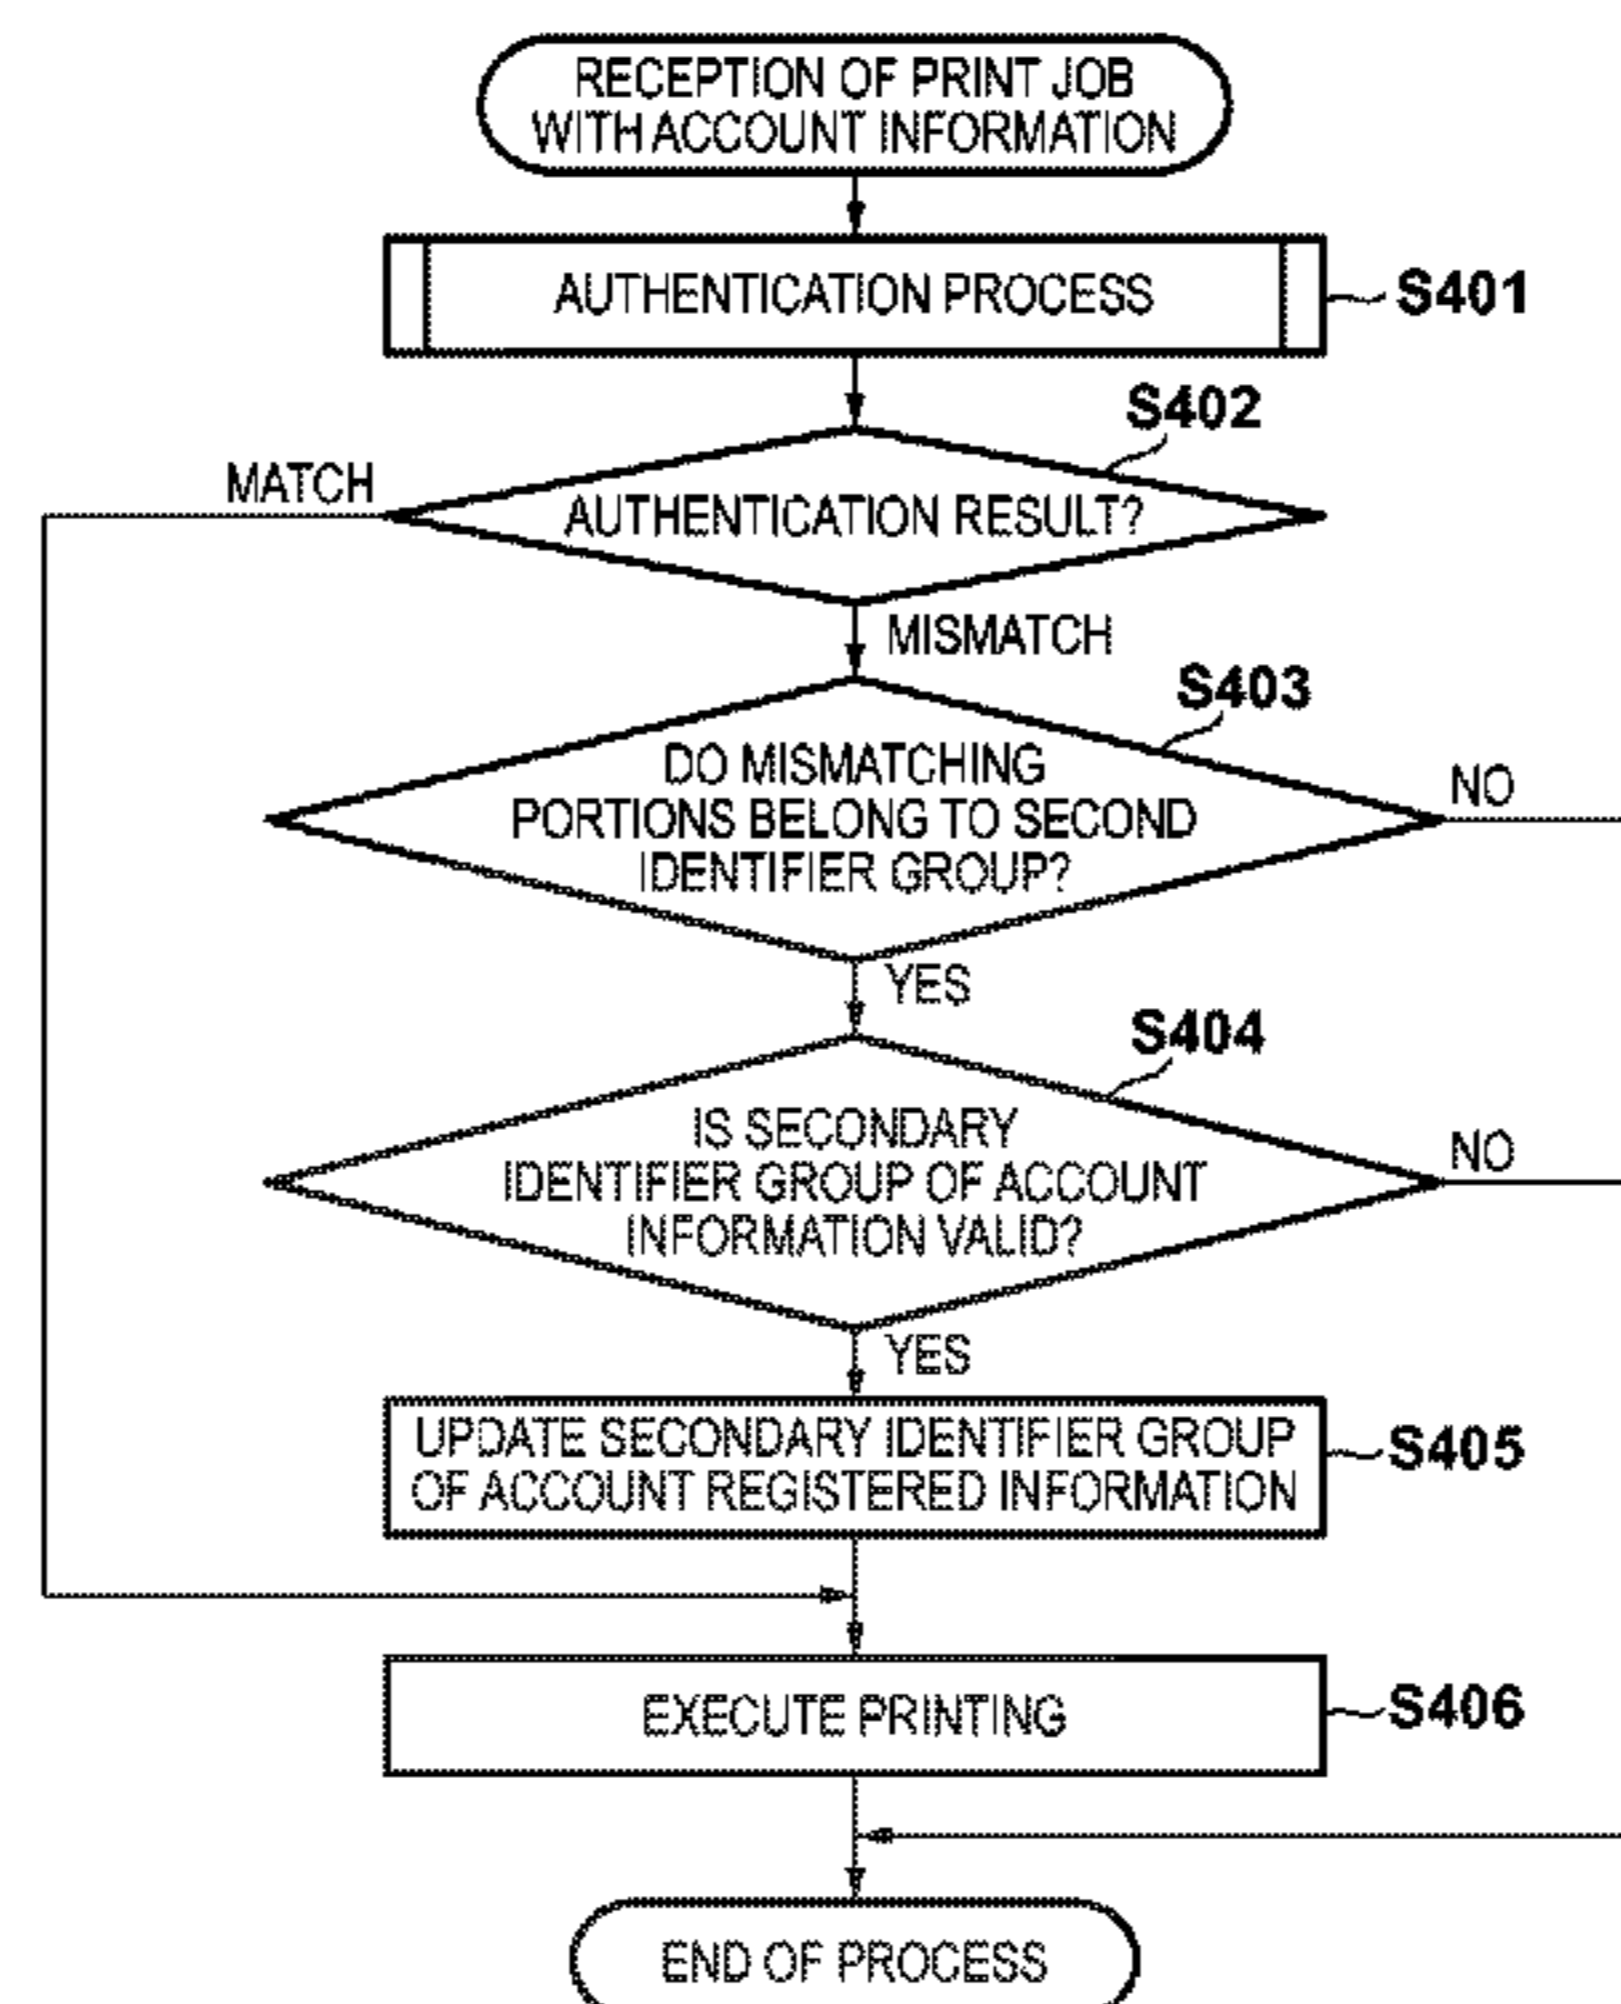 RECEPTION OF PRINT JOB
WITH ACCOUNT INFORMATION
AUTHENTICATION PROCESS
S401
S402
MATCH
AUTHENTICATION RESULT?
MISMATCH
S403
DO MISMATCHING
PORTIONS BELONG TO SECOND
IDENTIFIER GROUP?
NO
YES
S404
IS SECONDARY
IDENTIFIER GROUP OF ACCOUNT
INFORMATION VALID?
NO
YES
UPDATE SECONDARY IDENTIFIER GROUP
OF ACCOUNT REGISTERED INFORMATION
S405
EXECUTE PRINTING
S406
END OF PROCESS